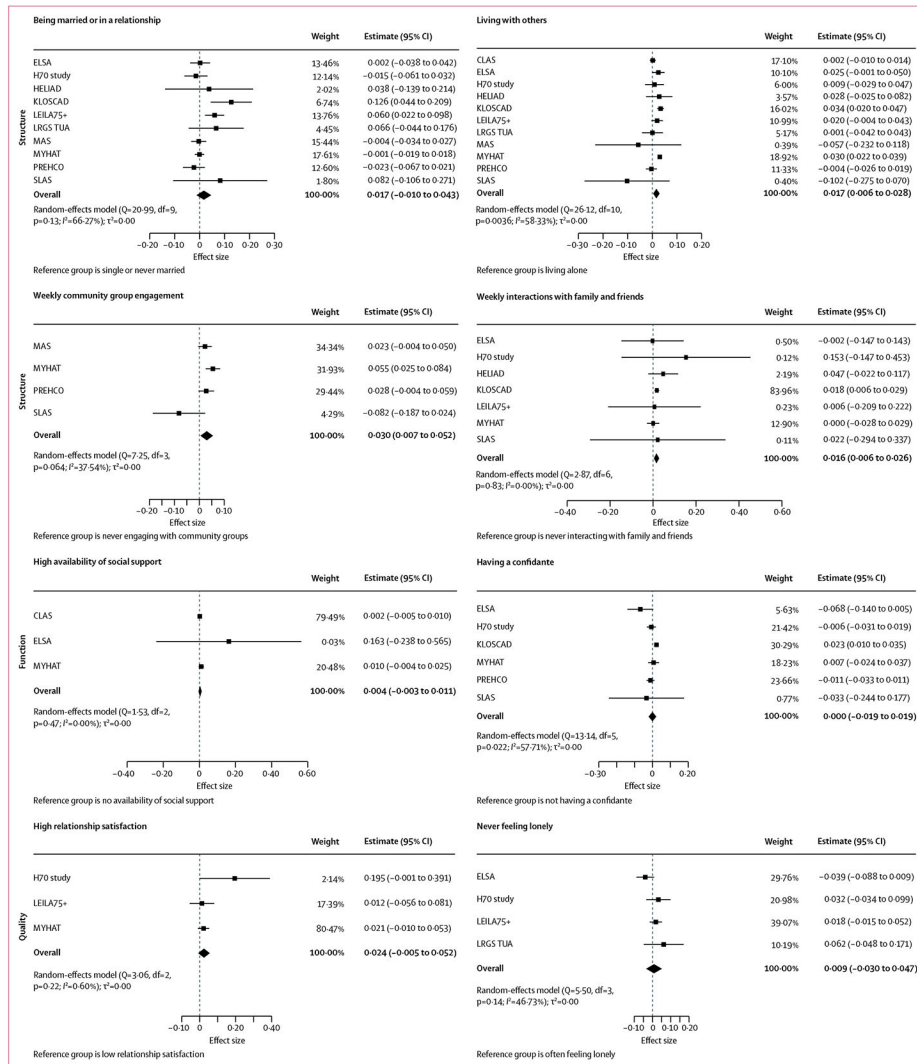 Being married or in a relationship
Weight Estimate (95% CI)
Structure
ELSA 13·46% 0·002 (−0·038 to 0·042)
H70 study 12·14% −0·015 (−0·061 to 0·032)
HELIAD 2·02% 0·038 (−0·139 to 0·214)
KLOSCAD 6·74% 0·126 (0·044 to 0·209)
LEILA75+ 13·76% 0·060 (0·022 to 0·098)
LRGS TUA 4·45% 0·066 (−0·044 to 0·176)
MAS 15·44% −0·004 (−0·034 to 0·027)
MYHAT 17·61% −0·001 (−0·019 to 0·018)
PREHCO 12·60% −0·023 (−0·067 to 0·021)
SLAS 1·80% 0·082 (−0·106 to 0·271)
Overall 100·00% 0·017 (−0·010 to 0·043)
Random-effects model (Q=20·99, df=9,
p=0·13; I²=66·27%); τ²=0·00
−0·20 −0·10 0 0·10 0·20 0·30
Effect size
Reference group is single or never married
Living with others
Weight Estimate (95% CI)
CLAS 17·10% 0·002 (−0·010 to 0·014)
ELSA 10·10% 0·025 (−0·001 to 0·050)
H70 study 6·00% 0·009 (−0·029 to 0·047)
HELIAD 3·57% 0·028 (−0·025 to 0·082)
KLOSCAD 16·02% 0·034 (0·020 to 0·047)
LEILA75+ 10·99% 0·020 (−0·004 to 0·043)
LRGS TUA 5·17% 0·001 (−0·042 to 0·043)
MAS 0·39% −0·057 (−0·232 to 0·118)
MYHAT 18·92% 0·030 (0·022 to 0·039)
PREHCO 11·33% −0·004 (−0·026 to 0·019)
SLAS 0·40% −0·102 (−0·275 to 0·070)
Overall 100·00% 0·017 (0·006 to 0·028)
Random-effects model (Q=26·12, df=10,
p=0·0036; I²=58·33%); τ²=0·00
−0·30 −0·20 −0·10 0 0·10 0·20
Effect size
Reference group is living alone
Weekly community group engagement
Weight Estimate (95% CI)
Structure
MAS 34·34% 0·023 (−0·004 to 0·050)
MYHAT 31·93% 0·055 (0·025 to 0·084)
PREHCO 29·44% 0·028 (−0·004 to 0·059)
SLAS 4·29% −0·082 (−0·187 to 0·024)
Overall 100·00% 0·030 (0·007 to 0·052)
Random-effects model (Q=7·25, df=3,
p=0·064; I²=37·54%); τ²=0·00
−0·20 −0·10 0 0·10
Effect size
Reference group is never engaging with community groups
Weekly interactions with family and friends
Weight Estimate (95% CI)
ELSA 0·50% −0·002 (−0·147 to 0·143)
H70 study 0·12% 0·153 (−0·147 to 0·453)
HELIAD 2·19% 0·047 (−0·022 to 0·117)
KLOSCAD 83·96% 0·018 (0·006 to 0·029)
LEILA75+ 0·23% 0·006 (−0·209 to 0·222)
MYHAT 12·90% 0·000 (−0·028 to 0·029)
SLAS 0·11% 0·022 (−0·294 to 0·337)
Overall 100·00% 0·016 (0·006 to 0·026)
Random-effects model (Q=2·87, df=6,
p=0·83; I²=0·00%); τ²=0·00
−0·40 −0·20 0 0·20 0·40 0·60
Effect size
Reference group is never interacting with family and friends
High availability of social support
Weight Estimate (95% CI)
Function
CLAS 79·49% 0·002 (−0·005 to 0·010)
ELSA 0·03% 0·163 (−0·238 to 0·565)
MYHAT 20·48% 0·010 (−0·004 to 0·025)
Overall 100·00% 0·004 (−0·003 to 0·011)
Random-effects model (Q=1·53, df=2,
p=0·47; I²=0·00%); τ²=0·00
−0·40 −0·20 0 0·20 0·40 0·60
Effect size
Reference group is no availability of social support
Having a confidante
Weight Estimate (95% CI)
ELSA 5·63% −0·068 (−0·140 to 0·005)
H70 study 21·42% −0·006 (−0·031 to 0·019)
KLOSCAD 30·29% 0·023 (0·010 to 0·035)
MYHAT 18·23% 0·007 (−0·024 to 0·037)
PREHCO 23·66% −0·011 (−0·033 to 0·011)
SLAS 0·77% −0·033 (−0·244 to 0·177)
Overall 100·00% 0·000 (−0·019 to 0·019)
Random-effects model (Q=13·14, df=5,
p=0·022; I²=57·71%); τ²=0·00
−0·30 0 0·20
Effect size
Reference group is not having a confidante
High relationship satisfaction
Weight Estimate (95% CI)
Quality
H70 study 2·14% 0·195 (−0·001 to 0·391)
LEILA75+ 17·39% 0·012 (−0·056 to 0·081)
MYHAT 80·47% 0·021 (−0·010 to 0·053)
Overall 100·00% 0·024 (−0·005 to 0·052)
Random-effects model (Q=3·06, df=2,
p=0·22; I²=0·60%); τ²=0·00
−0·10 0 0·20 0·40
Effect size
Reference group is low relationship satisfaction
Never feeling lonely
Weight Estimate (95% CI)
ELSA 29·76% −0·039 (−0·088 to 0·009)
H70 study 20·98% 0·032 (−0·034 to 0·099)
LEILA75+ 39·07% 0·018 (−0·015 to 0·052)
LRGS TUA 10·19% 0·062 (−0·048 to 0·171)
Overall 100·00% 0·009 (−0·030 to 0·047)
Random-effects model (Q=5·50, df=3,
p=0·14; I²=46·73%); τ²=0·00
−0·10 0 0·10 0·20
Effect size
Reference group is often feeling lonely